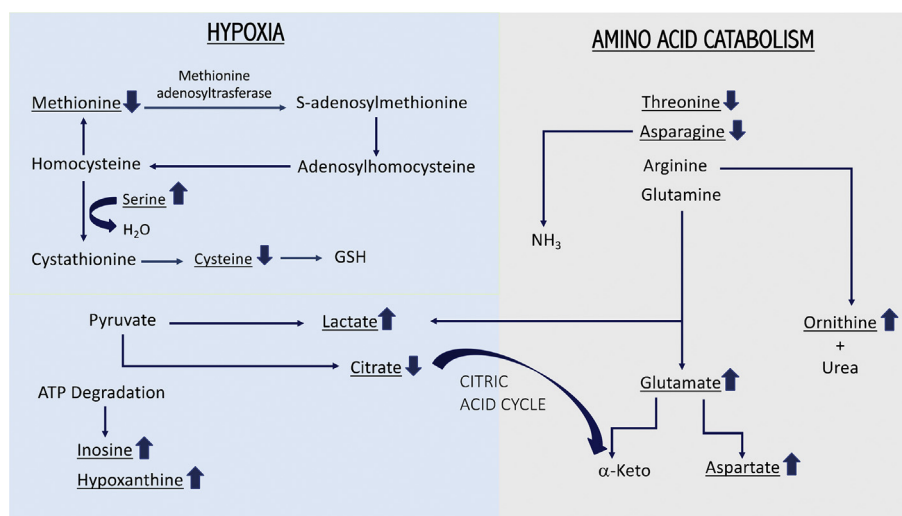 HYPOXIA
Methionine
Methionine
adenosyltrasferase
S-adenosylmethionine
Homocysteine
Adenosylhomocysteine
Serine
H₂O
Cystathionine
Cysteine
GSH
Pyruvate
Lactate
Citrate
CITRIC
ACID CYCLE
ATP Degradation
Inosine
Hypoxanthine
AMINO ACID CATABOLISM
Threonine
Asparagine
Arginine
Glutamine
NH₃
Ornithine
+
Urea
Glutamate
α-Keto
Aspartate